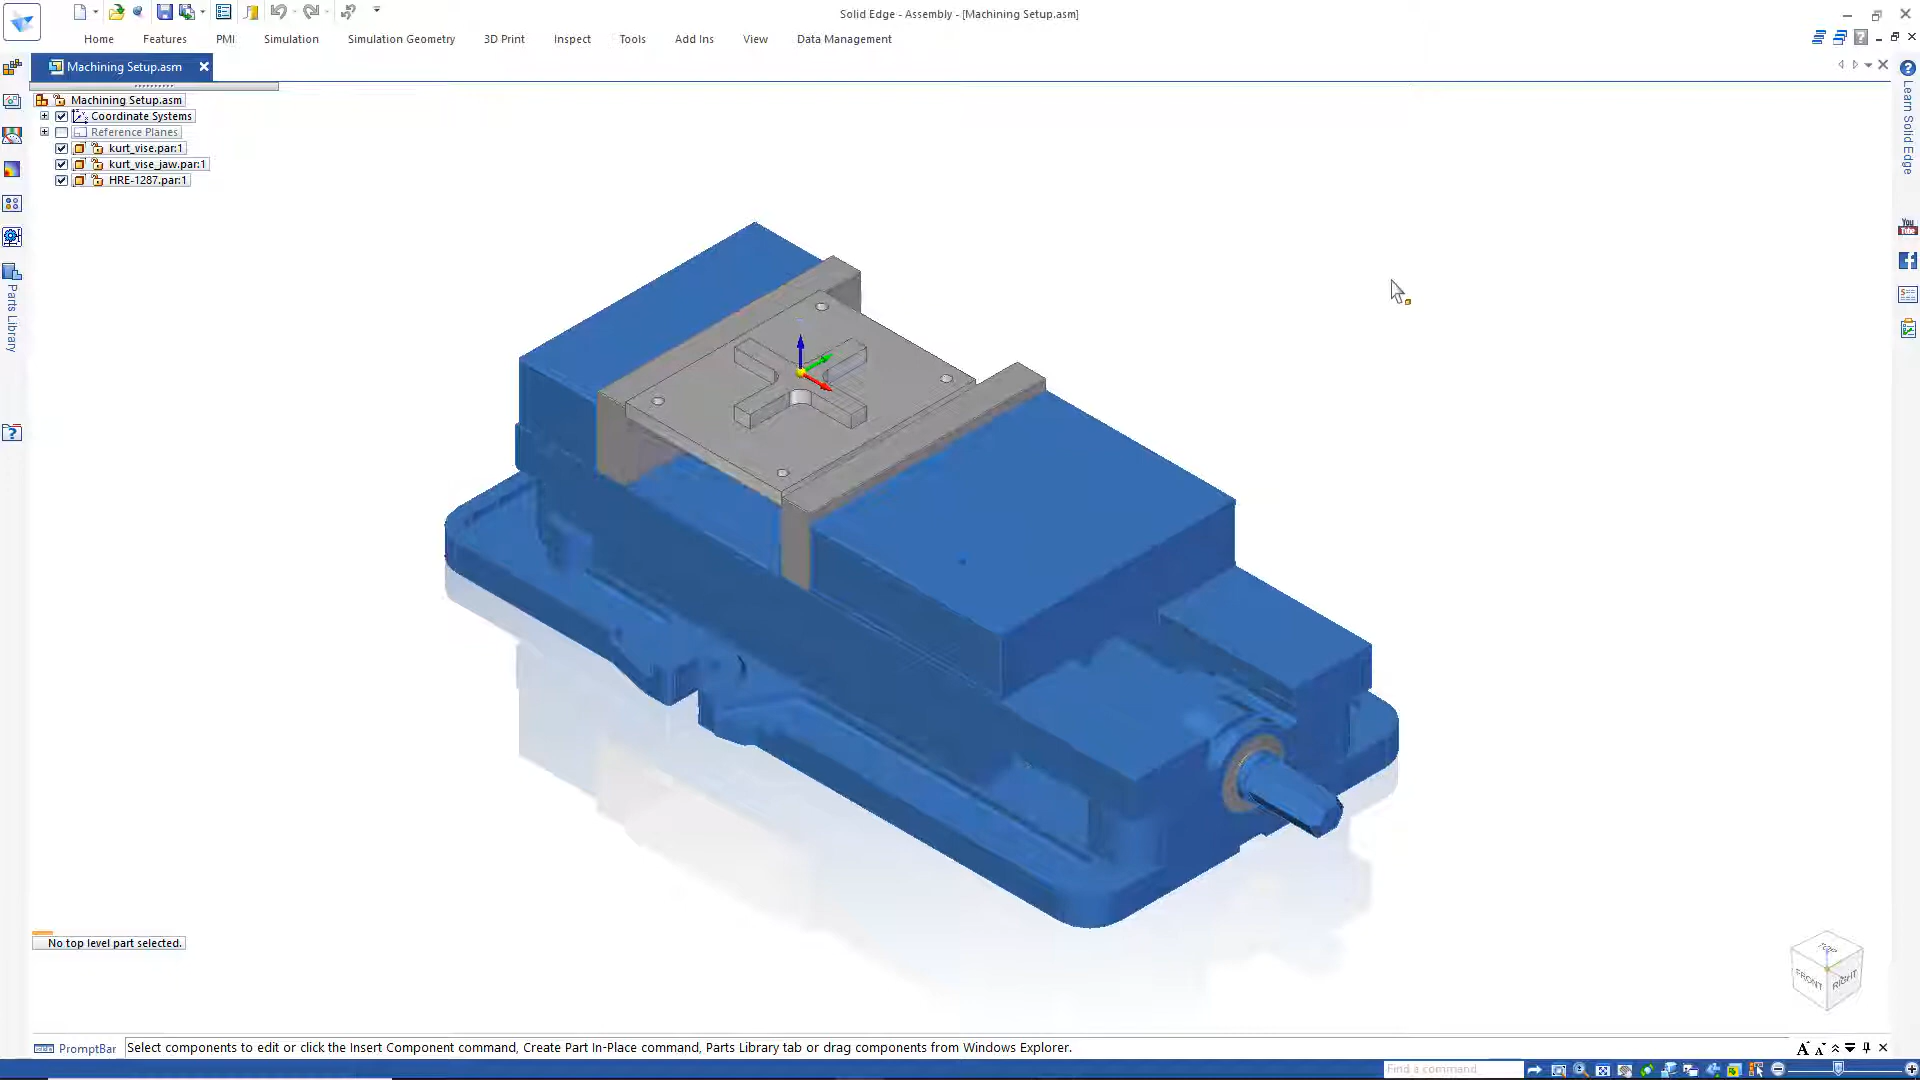 Solid Edge - Assembly - [Machining Setup.asm]
Home Features PMI Simulation Simulation Geometry 3D Print Inspect Tools Add Ins View Data Management
Machining Setup.asm
Machining Setup.asm
Coordinate Systems
Reference Planes
kurt_vise.par:1
kurt_vise_jaw.par:1
HRE-1287.par:1
Parts Library
Learn Solid Edge
You
Tube
No top level part selected.
TOP
FRONT
RIGHT
PromptBar
Select components to edit or click the Insert Component command, Create Part In-Place command, Parts Library tab or drag components from Windows Explorer.
Find a command